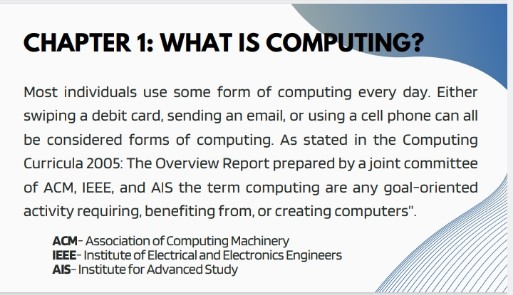 CHAPTER 1: WHAT IS COMPUTING?
Most individuals use some form of computing every day. Either
swiping a debit card, sending an email, or using a cell phone can all
be considered forms of computing. As stated in the Computing
Curricula 2005: The Overview Report prepared by a joint committee
of ACM, IEEE, and AIS the term computing are any goal-oriented
activity requiring, benefiting from, or creating computers”.
ACM- Association of Computing Machinery
IEEE- Institute of Electrical and Electronics Engineers
AIS- Institute for Advanced Study